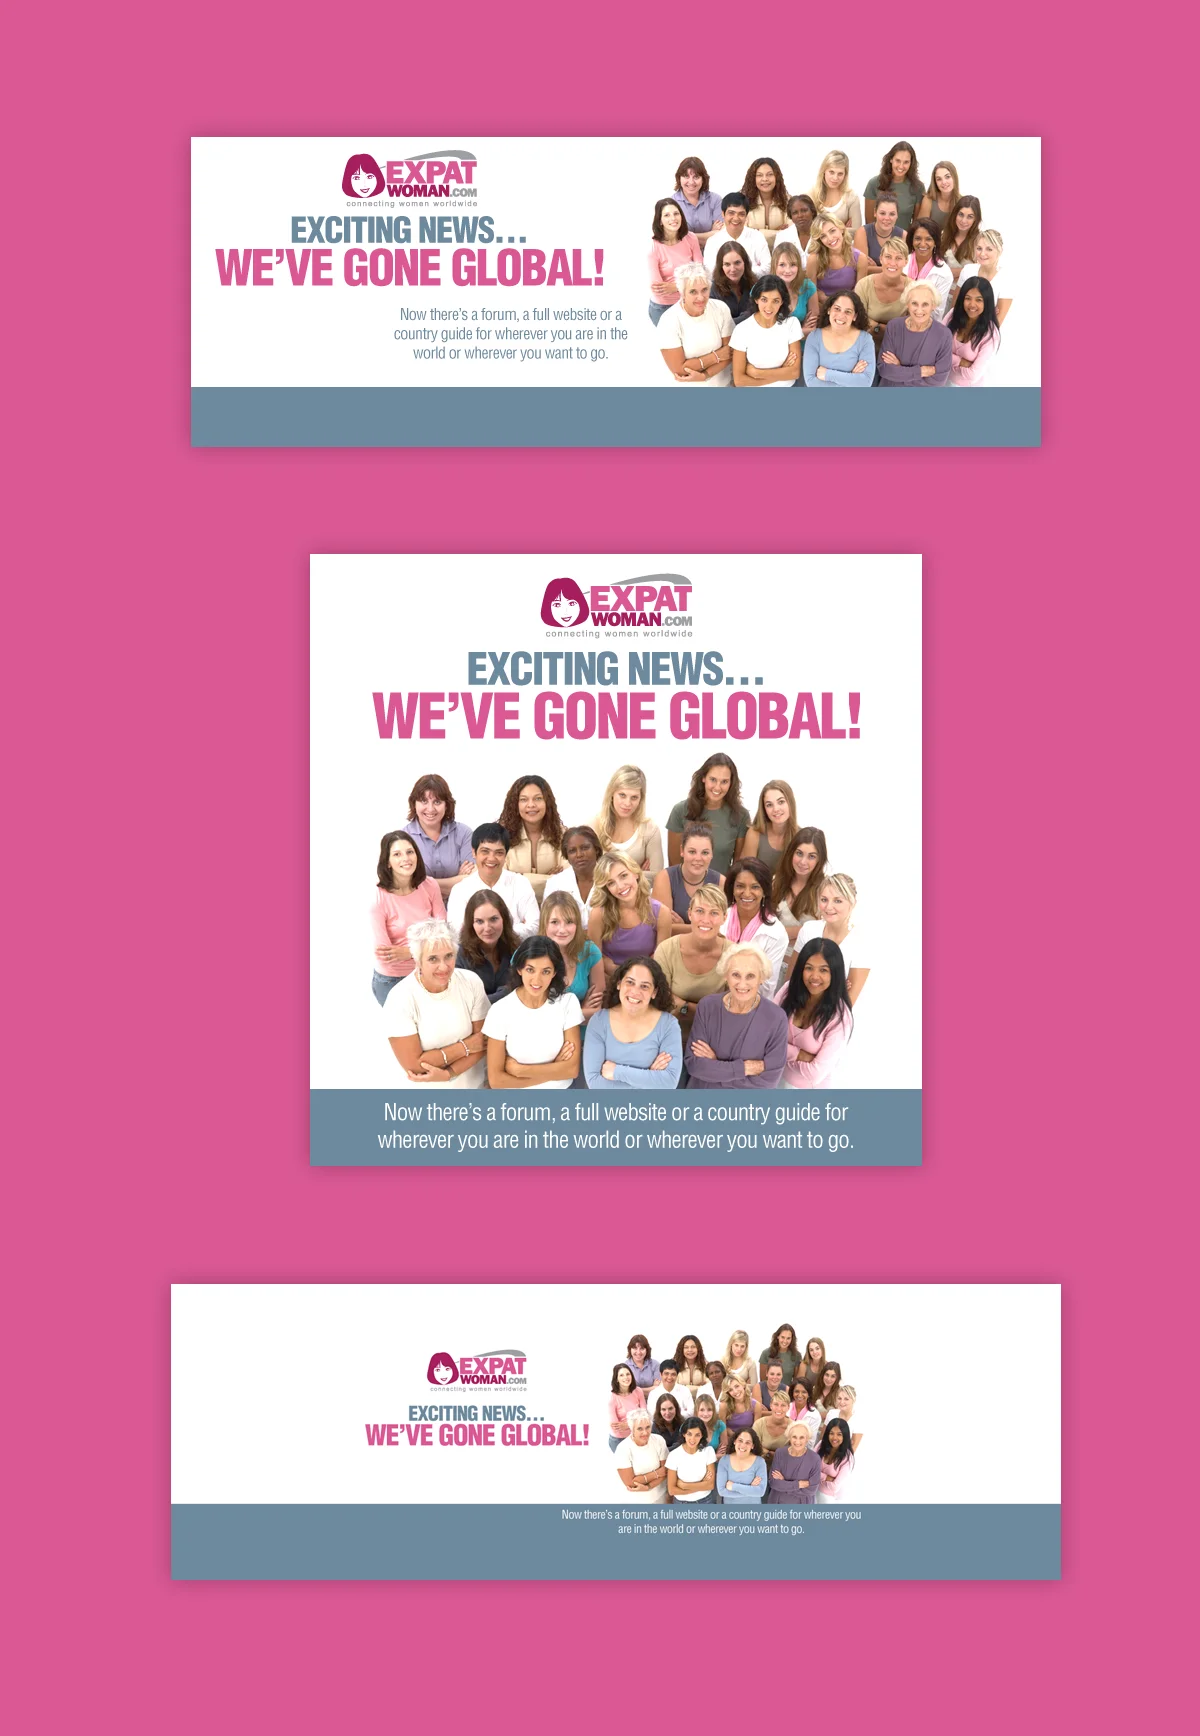 EXPAT
WOMAN.COM
connecting women worldwide
EXCITING NEWS...
WE'VE GONE GLOBAL!
Now there's a forum, a full website or a
country guide for wherever you are in the
world or wherever you want to go.
EXPAT
WOMAN.COM
connecting women worldwide
EXCITING NEWS...
WE'VE GONE GLOBAL!
Now there's a forum, a full website or a country guide for
wherever you are in the world or wherever you want to go.
EXPAT
WOMAN.COM
connecting women worldwide
EXCITING NEWS...
WE'VE GONE GLOBAL!
Now there's a forum, a full website or a country guide for wherever you
are in the world or wherever you want to go.